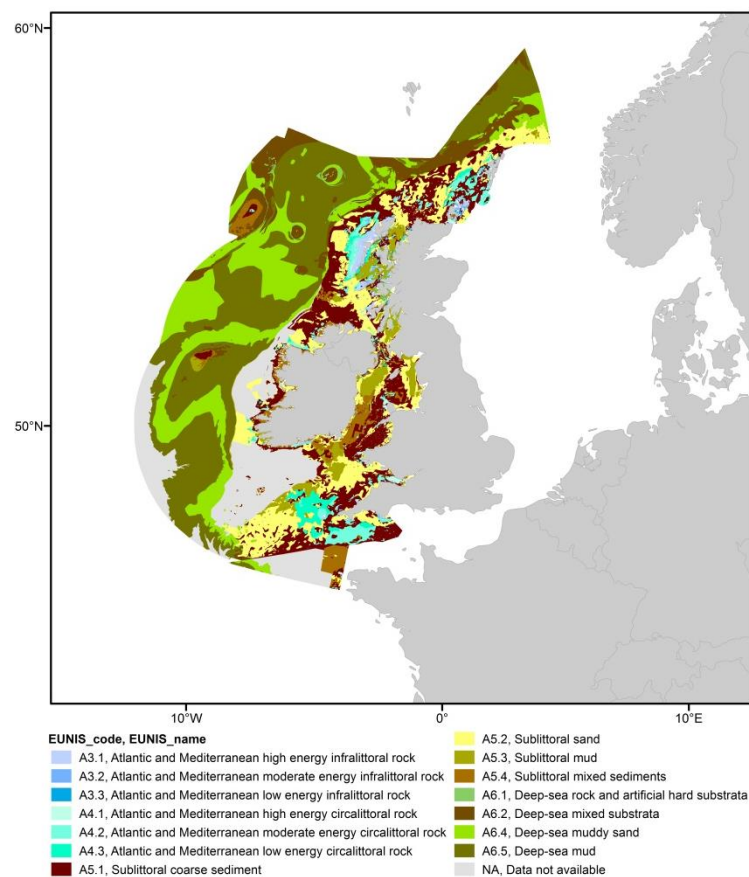 60°N
50°N
10°W
0°
10°E
EUNIS_code, EUNIS_name
A3.1, Atlantic and Mediterranean high energy infralittoral rock
A3.2, Atlantic and Mediterranean moderate energy infralittoral rock
A3.3, Atlantic and Mediterranean low energy infralittoral rock
A4.1, Atlantic and Mediterranean high energy circalittoral rock
A4.2, Atlantic and Mediterranean moderate energy circalittoral rock
A4.3, Atlantic and Mediterranean low energy circalittoral rock
A5.1, Sublittoral coarse sediment
A5.2, Sublittoral sand
A5.3, Sublittoral mud
A5.4, Sublittoral mixed sediments
A6.1, Deep-sea rock and artificial hard substrata
A6.2, Deep-sea mixed substrata
A6.4, Deep-sea muddy sand
A6.5, Deep-sea mud
NA, Data not available